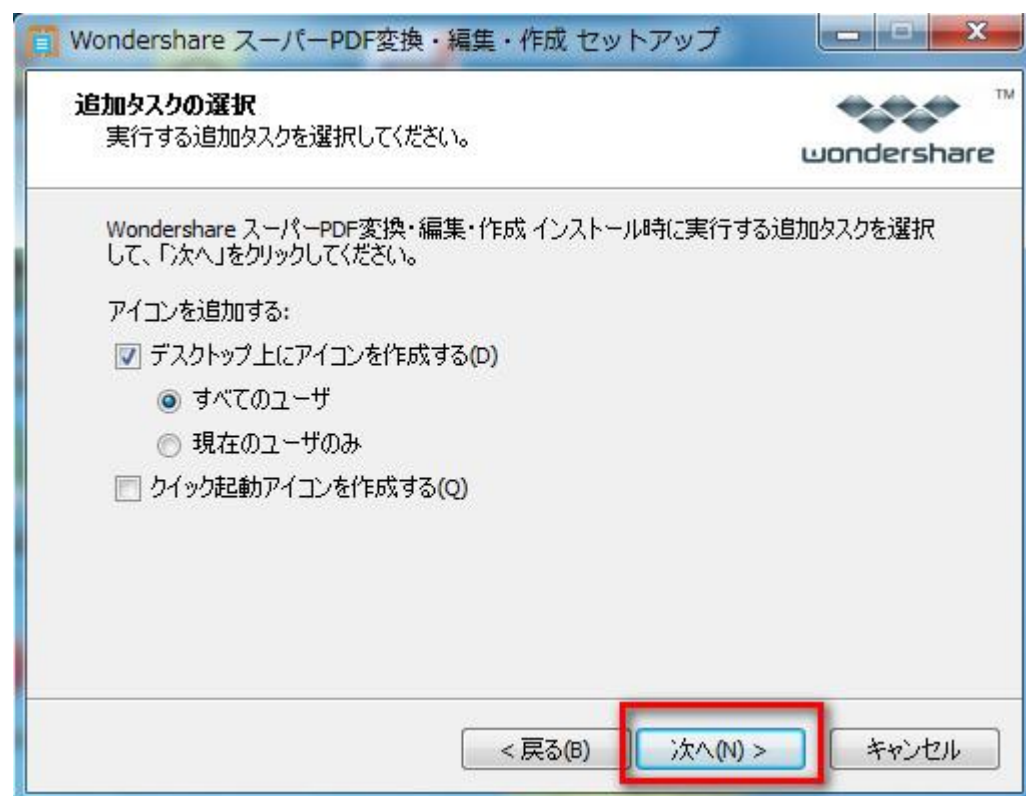 Wondershare スーパーPDF変換・編集・作成 セットアップ
追加タスクの選択
実行する追加タスクを選択してください。
TM
wondershare
Wondershare スーパーPDF変換・編集・作成 インストール時に実行する追加タスクを選択
して、「次へ」をクリックしてください。
アイコンを追加する:
デスクトップ上にアイコンを作成する(D)
すべてのユーザ
現在のユーザのみ
クイック起動アイコンを作成する(Q)
< 戻る(B) 次へ(N) > キャンセル